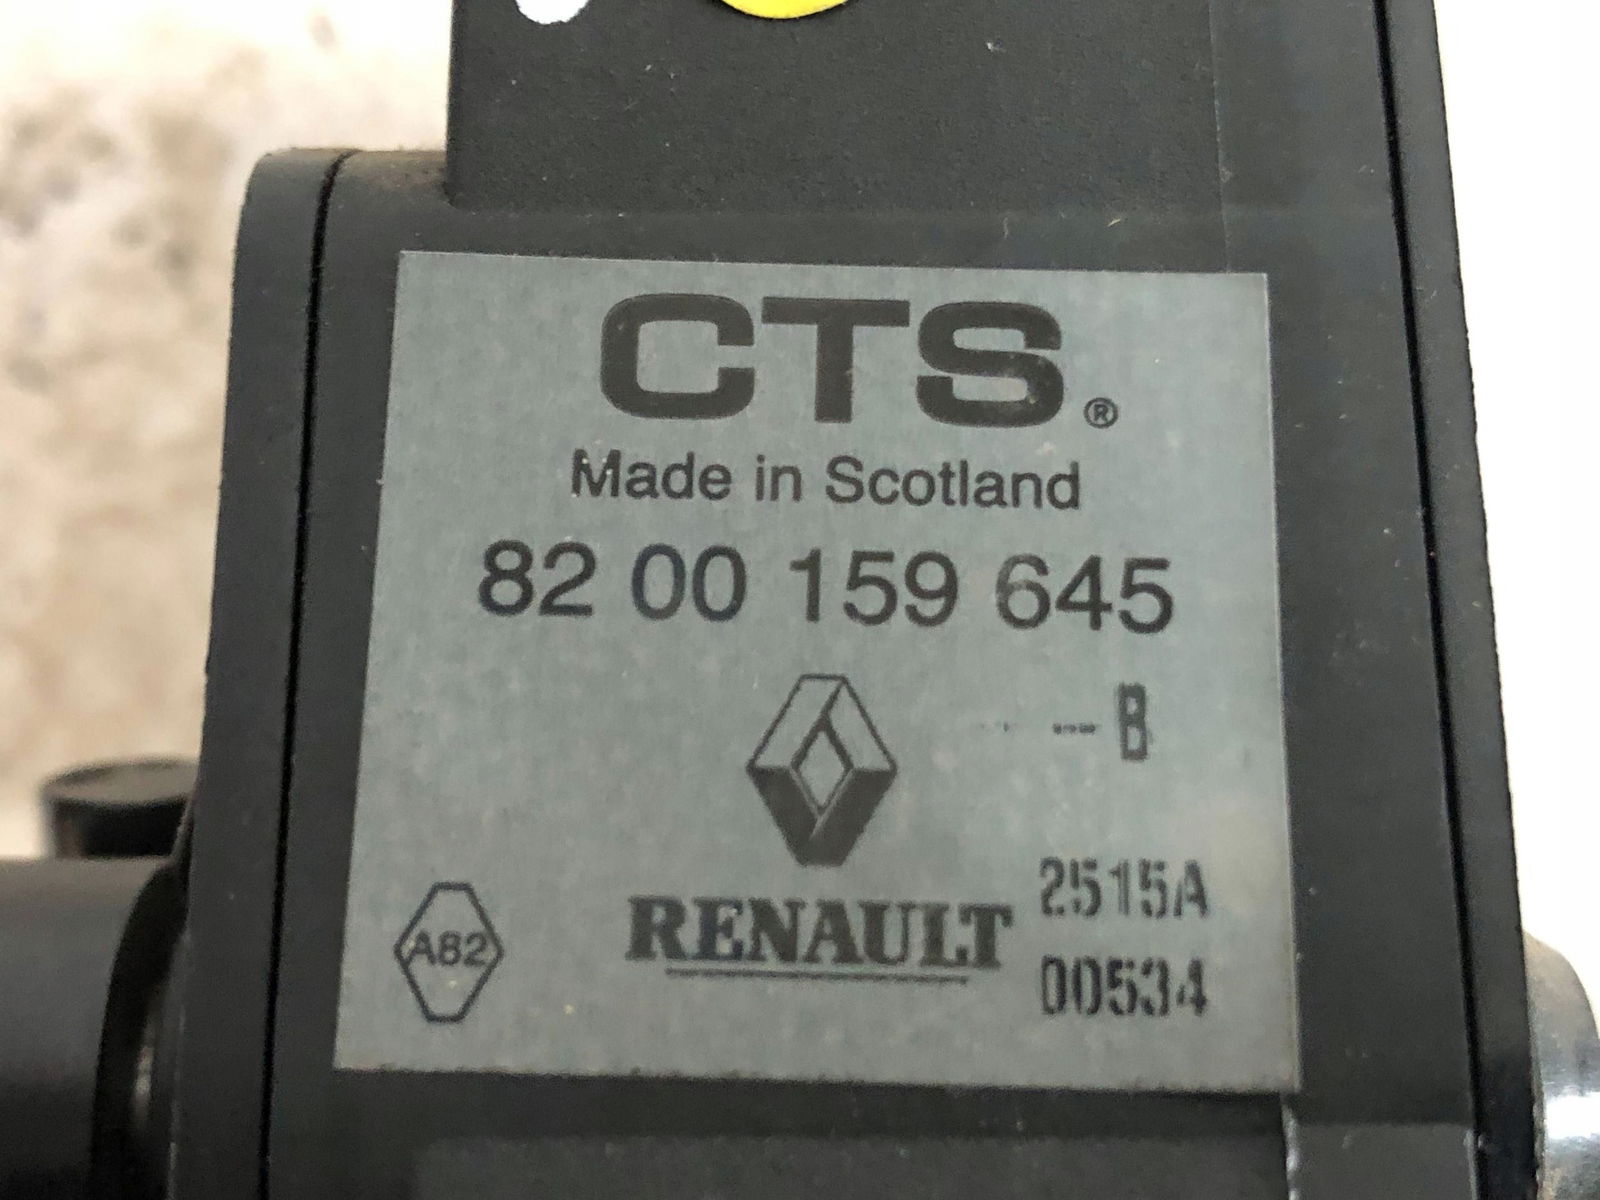 CTS®
Made in Scotland
82 00 159 645
--- B
A82
RENAULT
2515A
00534